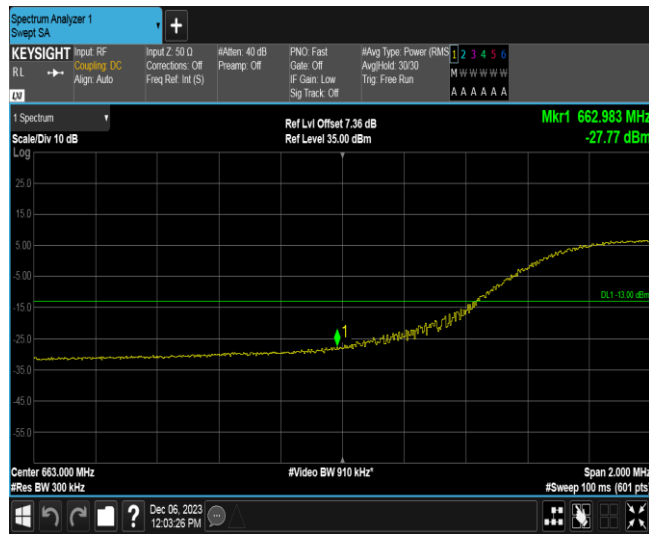 Spectrum Analyzer 1
Swept SA
+
KEYSIGHT Input: RF Input Z: 50 Ω #Atten: 40 dB PNO: Fast #Avg Type: Power (RMS 1 2 3 4 5 6
RL Coupling: DC Corrections: Off Preamp: Off Gate: Off Avg|Hold: 30/30 M W W W W W
Align: Auto Freq Ref: Int (S) IF Gain: Low Trig: Free Run
LXI Sig Track: Off A A A A A A
1 Spectrum Ref Lvl Offset 7.36 dB Mkr1 662.983 MHz
Scale/Div 10 dB Ref Level 35.00 dBm -27.77 dBm
Log
25.0
15.0
5.00
-5.00
DL1 -13.00 dBm
-15.0
1
-25.0
-35.0
-45.0
-55.0
Center 663.000 MHz #Video BW 910 kHz* Span 2.000 MHz
#Res BW 300 kHz #Sweep 100 ms (601 pts
? Dec 06, 2023
12:03:26 PM